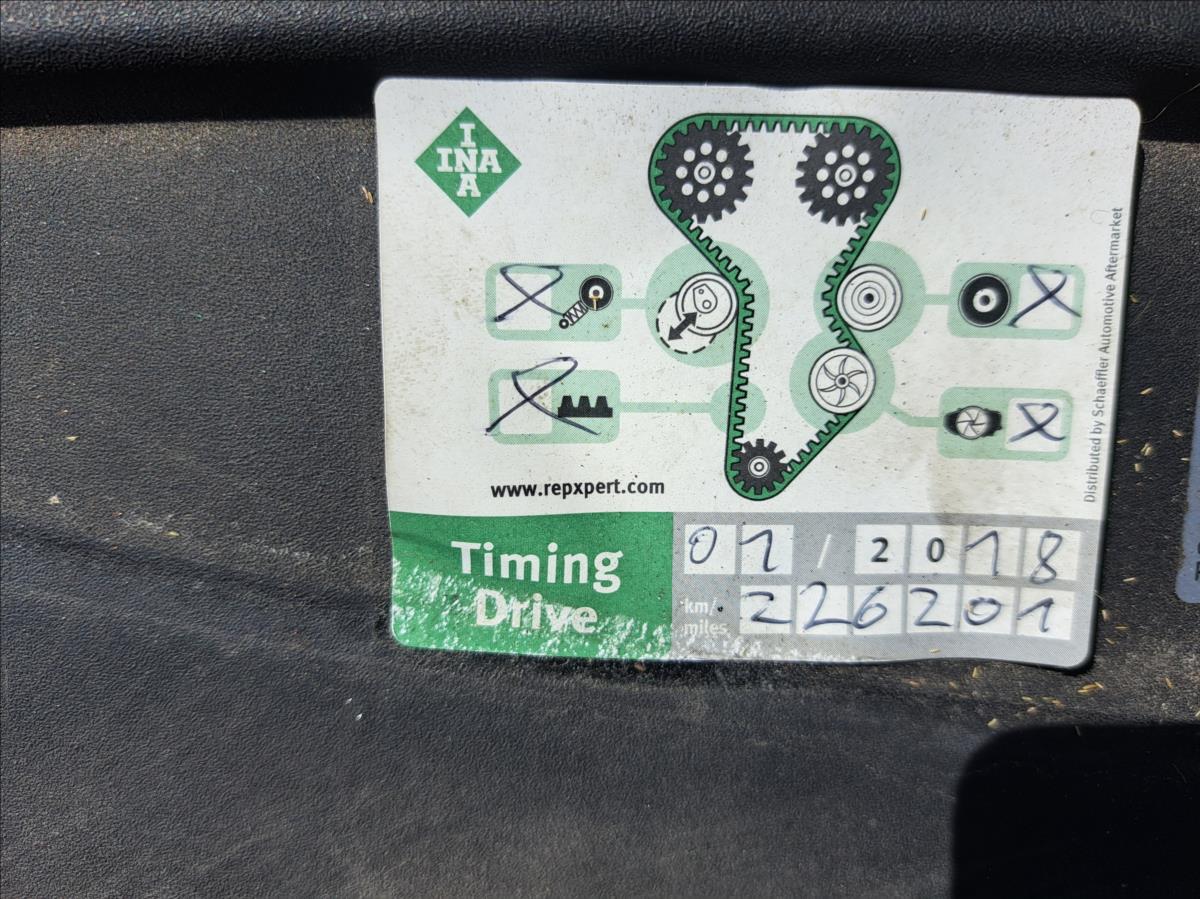 I
INA
A
Distributed by Schaeffler Automotive Aftermarket
www.repxpert.com
Timing
Drive
01 / 2018
km/
miles
226201